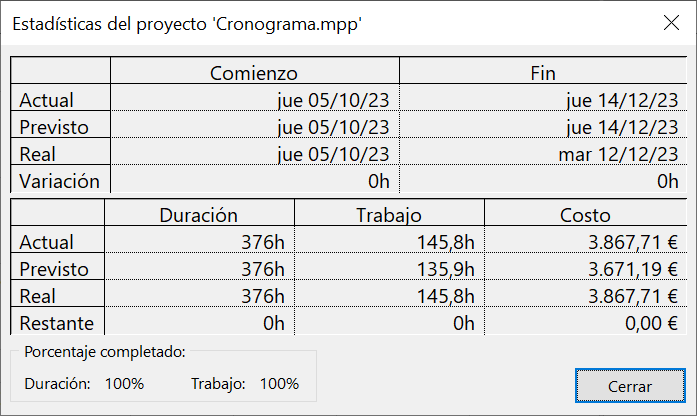 Estadísticas del proyecto 'Cronograma.mpp'
Comienzo Fin
Actual jue 05/10/23 jue 14/12/23
Previsto jue 05/10/23 jue 14/12/23
Real jue 05/10/23 mar 12/12/23
Variación 0h 0h
Duración Trabajo Costo
Actual 376h 145,8h 3.867,71 €
Previsto 376h 135,9h 3.671,19 €
Real 376h 145,8h 3.867,71 €
Restante 0h 0h 0,00 €
Porcentaje completado:
Duración: 100% Trabajo: 100%
Cerrar